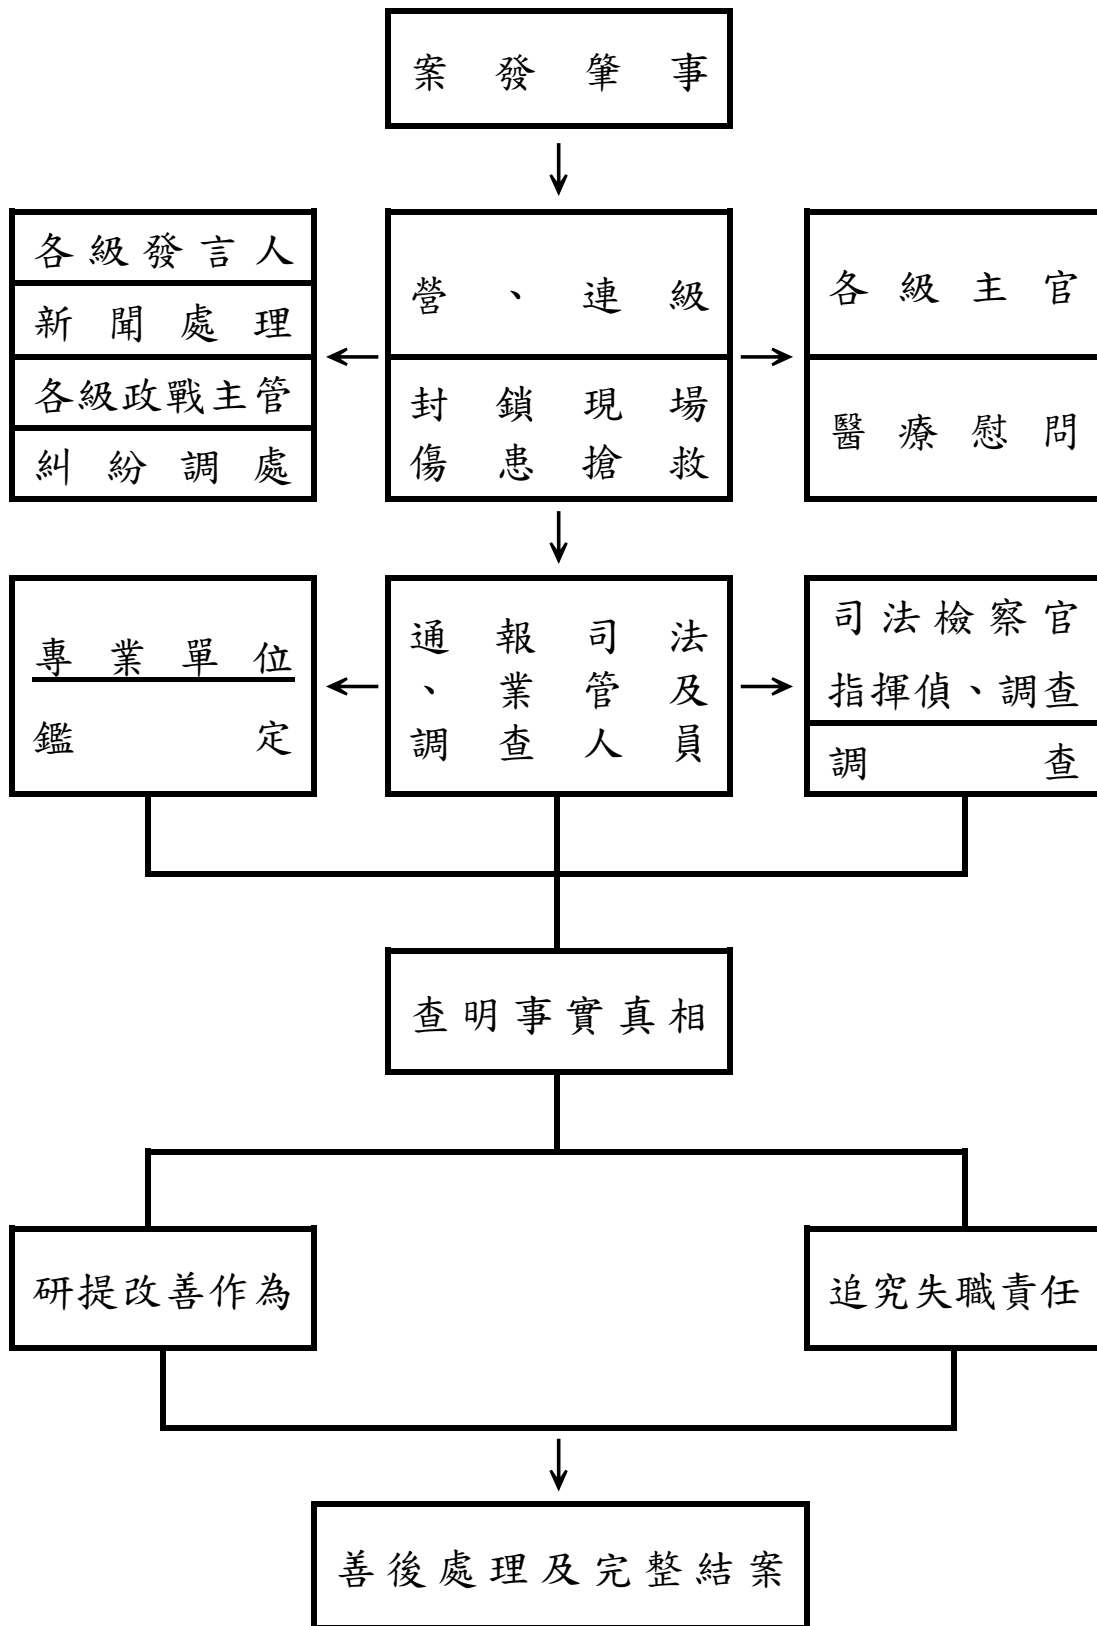 案發肇事
各級發言人
新聞處理
各級政戰主管
糾紛調處
營、連級
封鎖現場
傷患搶救
各級主官
醫療慰問
專業單位
鑑定
通報司法
、業管及
調查人員
司法檢察官
指揮偵、調查
調查
查明事實真相
研提改善作為
追究失職責任
善後處理及完整結案